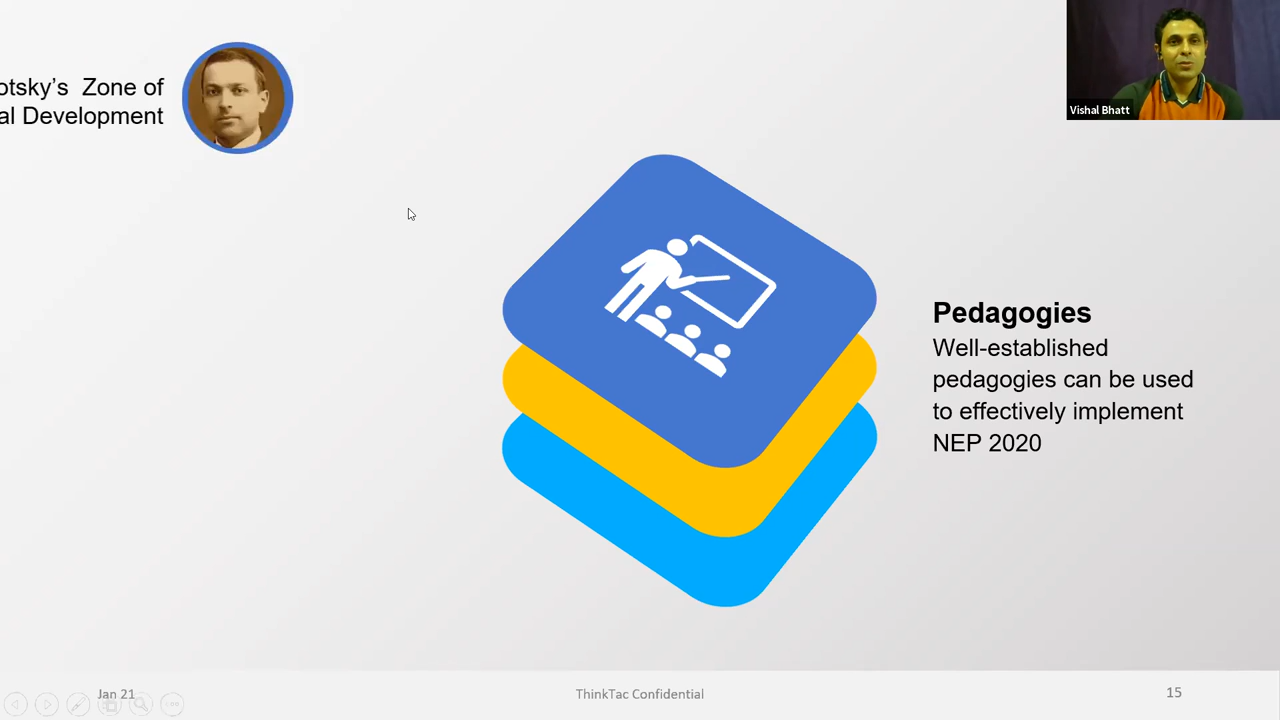 otsky’s  Zone of
al Development
Vishal Bhatt
Pedagogies
Well-established
pedagogies can be used
to effectively implement
NEP 2020
Jan 21
ThinkTac Confidential
15